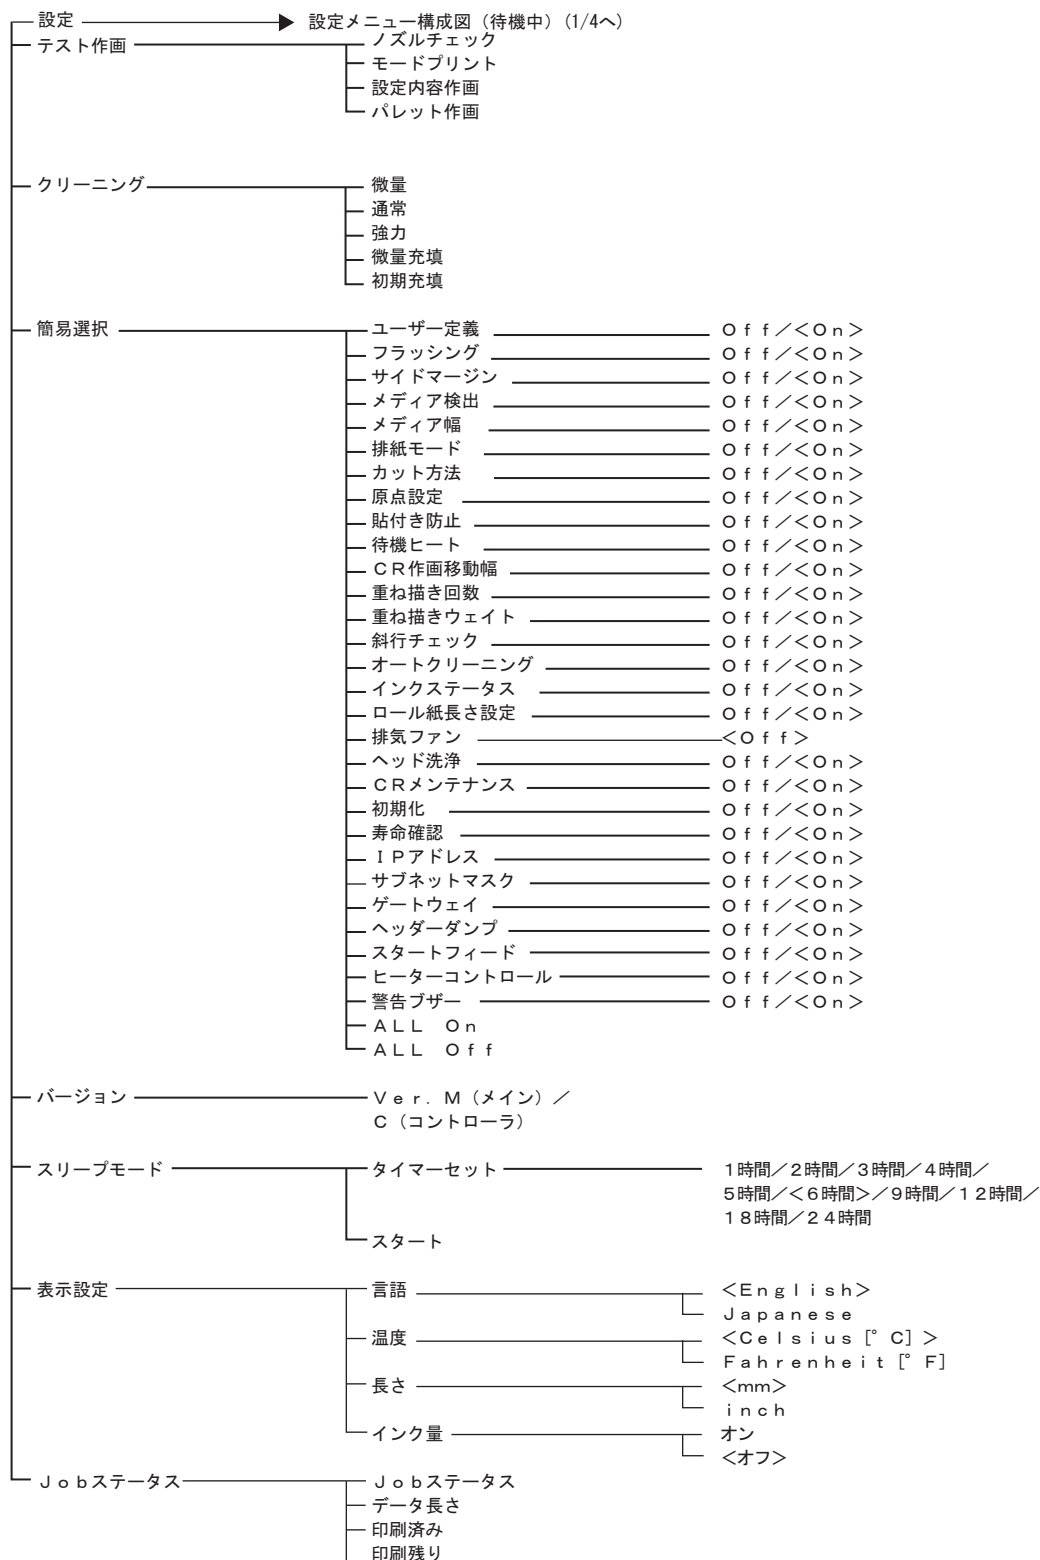 設定 設定メニュー構成図（待機中）(1/4へ)
テスト作画 ノズルチェック
モードプリント
設定内容作画
パレット作画
クリーニング 微量
通常
強力
微量充填
初期充填
簡易選択 ユーザー定義 Ｏｆｆ／＜Ｏｎ＞
フラッシング Ｏｆｆ／＜Ｏｎ＞
サイドマージン Ｏｆｆ／＜Ｏｎ＞
メディア検出 Ｏｆｆ／＜Ｏｎ＞
メディア幅 Ｏｆｆ／＜Ｏｎ＞
排紙モード Ｏｆｆ／＜Ｏｎ＞
カット方法 Ｏｆｆ／＜Ｏｎ＞
原点設定 Ｏｆｆ／＜Ｏｎ＞
貼付き防止 Ｏｆｆ／＜Ｏｎ＞
待機ヒート Ｏｆｆ／＜Ｏｎ＞
ＣＲ作画移動幅 Ｏｆｆ／＜Ｏｎ＞
重ね描き回数 Ｏｆｆ／＜Ｏｎ＞
重ね描きウェイト Ｏｆｆ／＜Ｏｎ＞
斜行チェック Ｏｆｆ／＜Ｏｎ＞
オートクリーニング Ｏｆｆ／＜Ｏｎ＞
インクステータス Ｏｆｆ／＜Ｏｎ＞
ロール紙長さ設定 Ｏｆｆ／＜Ｏｎ＞
排気ファン ＜Ｏｆｆ＞
ヘッド洗浄 Ｏｆｆ／＜Ｏｎ＞
ＣＲメンテナンス Ｏｆｆ／＜Ｏｎ＞
初期化 Ｏｆｆ／＜Ｏｎ＞
寿命確認 Ｏｆｆ／＜Ｏｎ＞
ＩＰアドレス Ｏｆｆ／＜Ｏｎ＞
サブネットマスク Ｏｆｆ／＜Ｏｎ＞
ゲートウェイ Ｏｆｆ／＜Ｏｎ＞
ヘッダーダンプ Ｏｆｆ／＜Ｏｎ＞
スタートフィード Ｏｆｆ／＜Ｏｎ＞
ヒーターコントロール Ｏｆｆ／＜Ｏｎ＞
警告ブザー Ｏｆｆ／＜Ｏｎ＞
ＡＬＬ Ｏｎ
ＡＬＬ Ｏｆｆ
バージョン Ｖｅｒ．Ｍ（メイン）／
Ｃ（コントローラ）
スリープモード タイマーセット １時間／２時間／３時間／４時間／
５時間／＜６時間＞／９時間／１２時間／
１８時間／２４時間
スタート
表示設定 言語 ＜Ｅｎｇｌｉｓｈ＞
Ｊａｐａｎｅｓｅ
温度 ＜Ｃｅｌｓｉｕｓ［°Ｃ］＞
Ｆａｈｒｅｎｈｅｉｔ［°Ｆ］
長さ ＜mm＞
ｉｎｃｈ
インク量 オン
＜オフ＞
Ｊｏｂステータス Ｊｏｂステータス
データ長さ
印刷済み
印刷残り